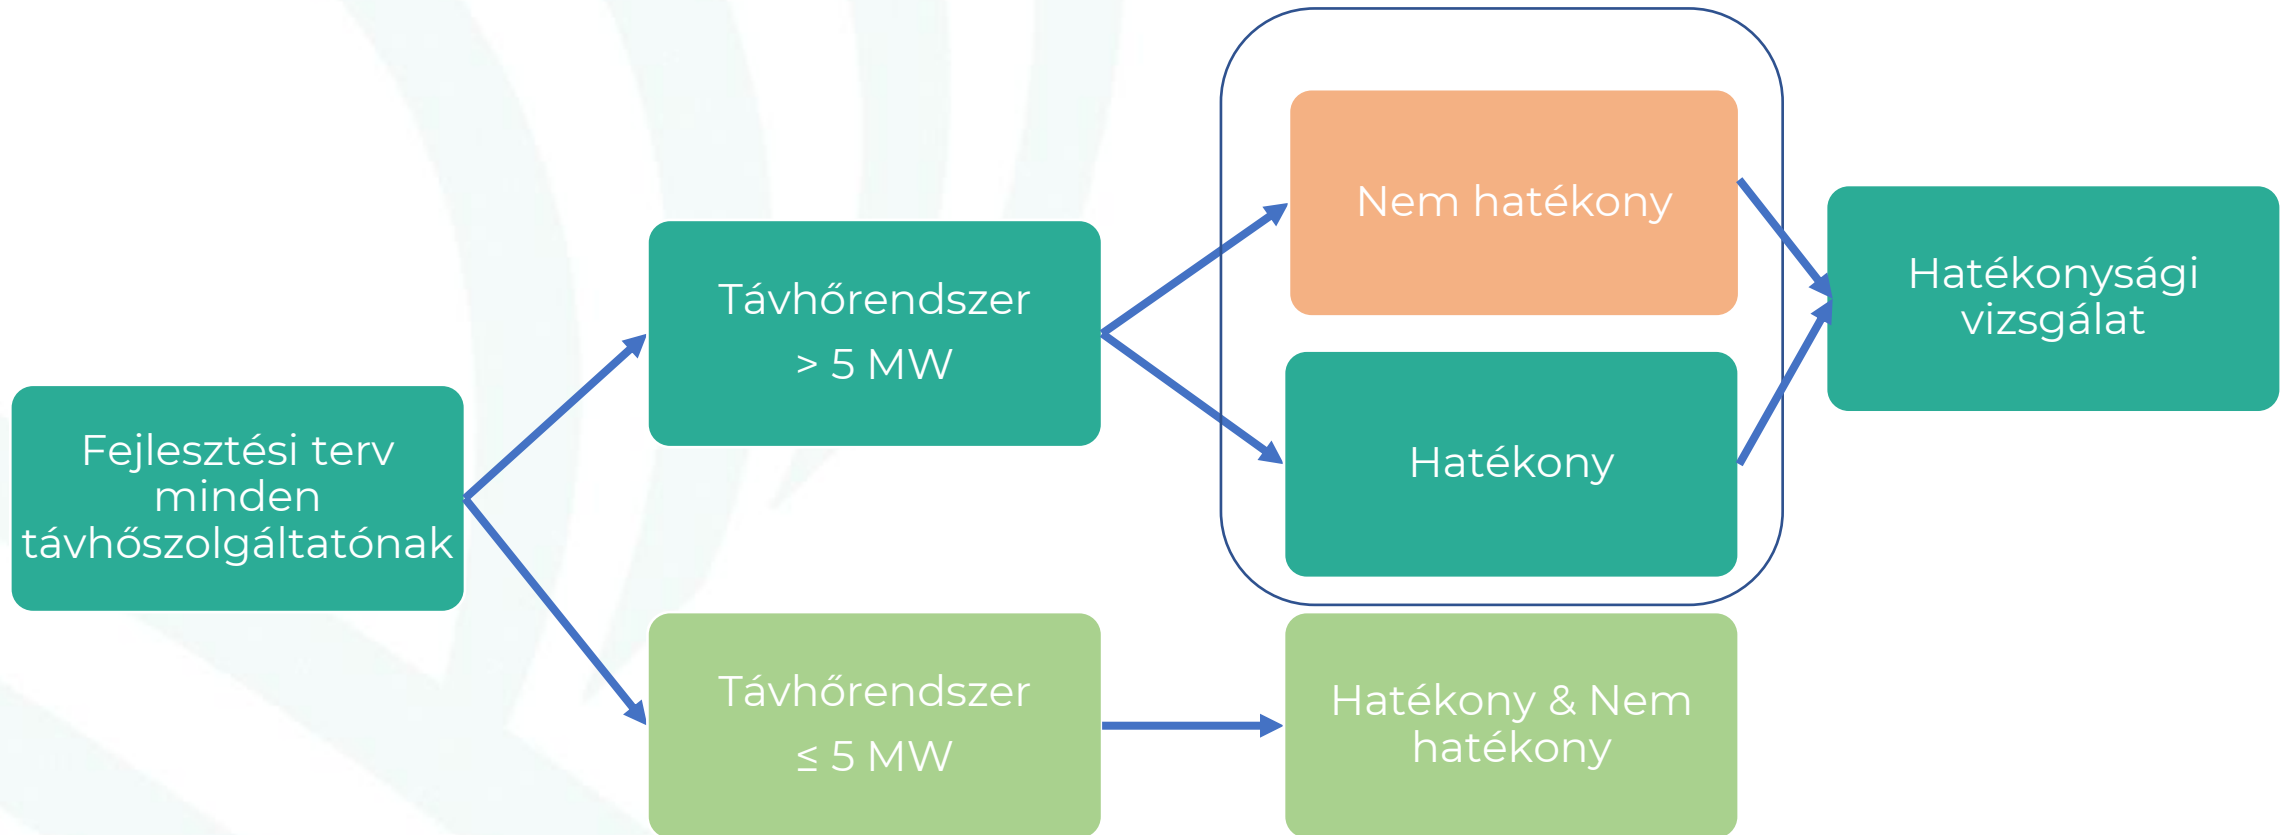 Fejlesztési terv
minden
távhőszolgáltatónak
Távhőrendszer
> 5 MW
Távhőrendszer
≤ 5 MW
Nem hatékony
Hatékony
Hatékony & Nem
hatékony
Hatékonysági
vizsgálat